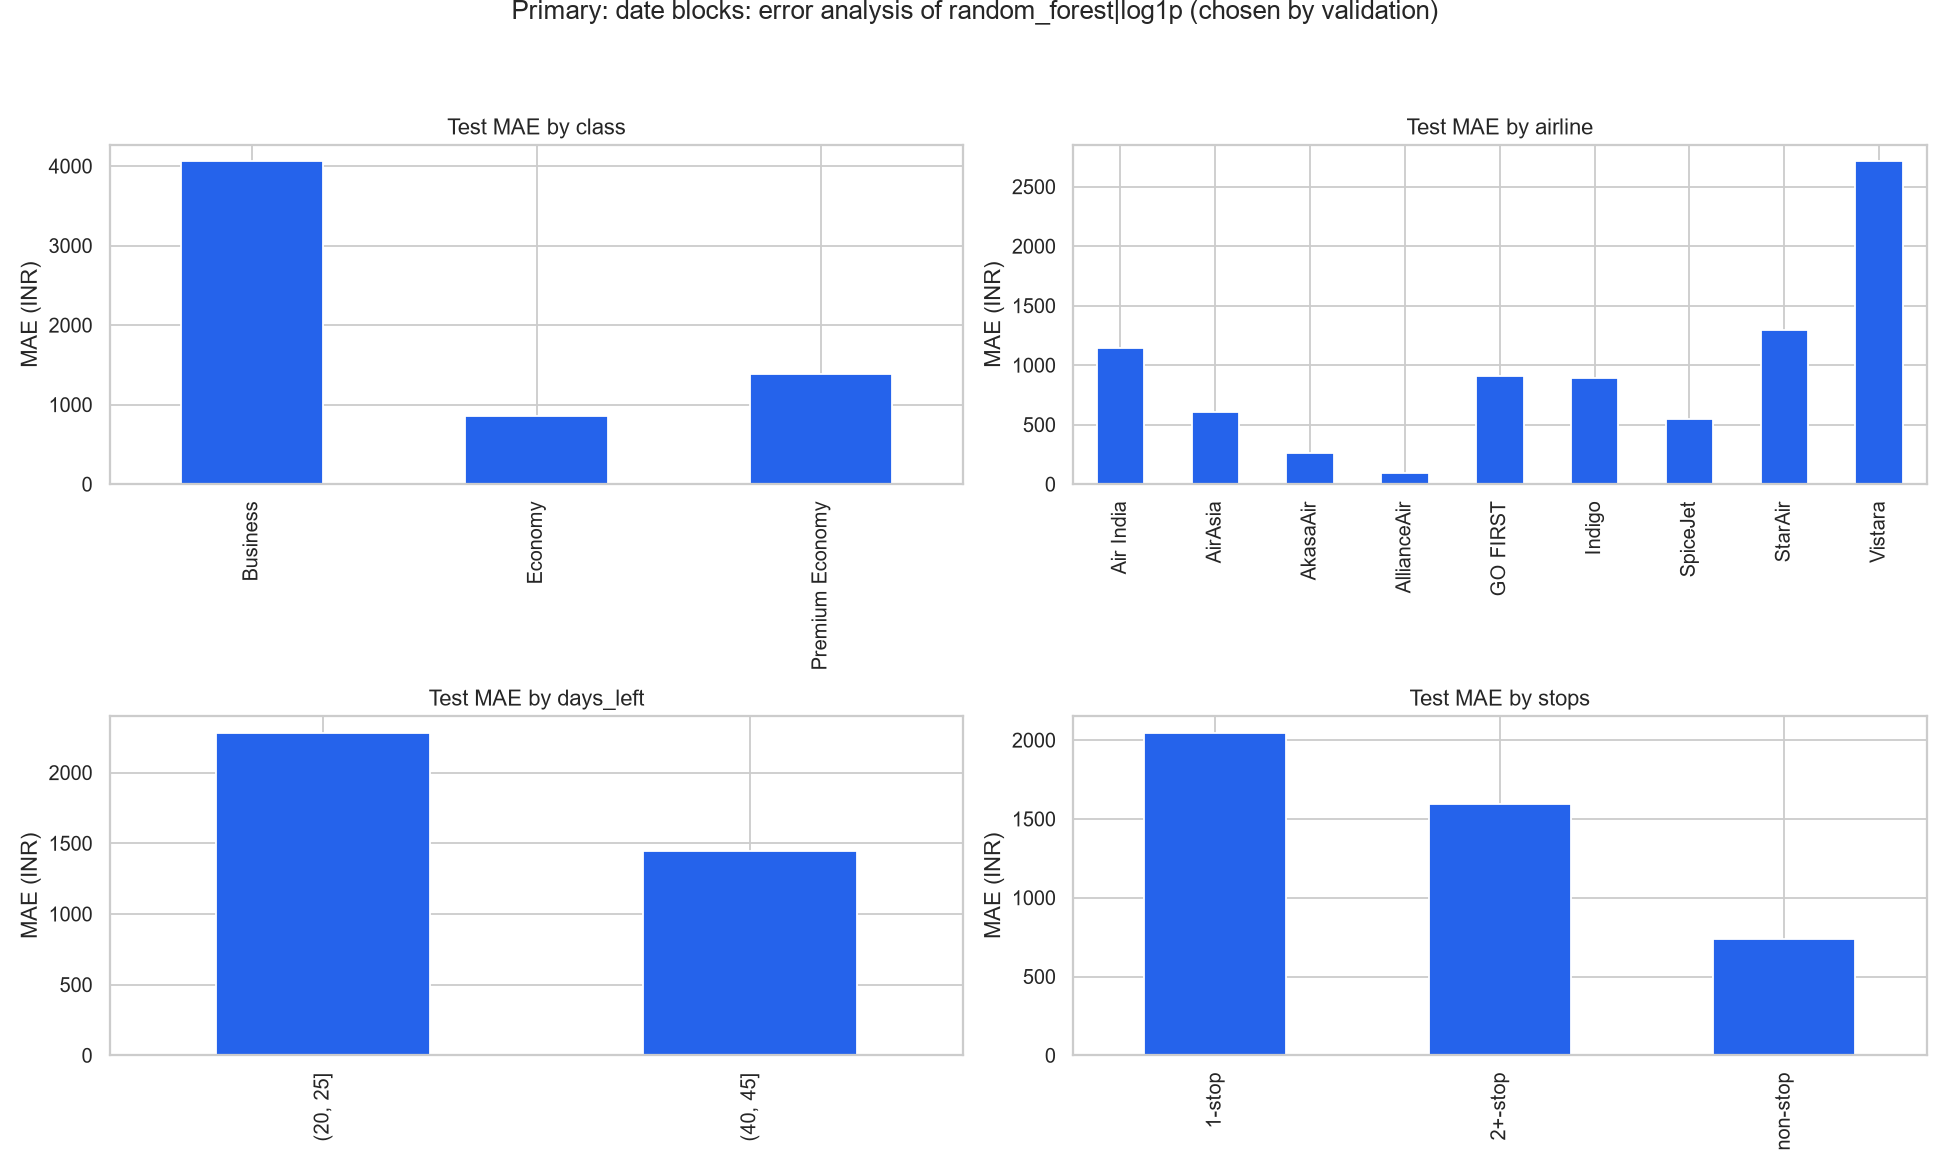 Primary: date blocks: error analysis of random_forest|log1p (chosen by validation)
Test MAE by class
MAE (INR)
4000
3000
2000
1000
0
Business
Economy
Premium Economy
Test MAE by airline
MAE (INR)
2500
2000
1500
1000
500
0
Air India
AirAsia
AkasaAir
AllianceAir
GO FIRST
Indigo
SpiceJet
StarAir
Vistara
Test MAE by days_left
MAE (INR)
2000
1500
1000
500
0
(20, 25]
(40, 45]
Test MAE by stops
MAE (INR)
2000
1500
1000
500
0
1-stop
2+-stop
non-stop